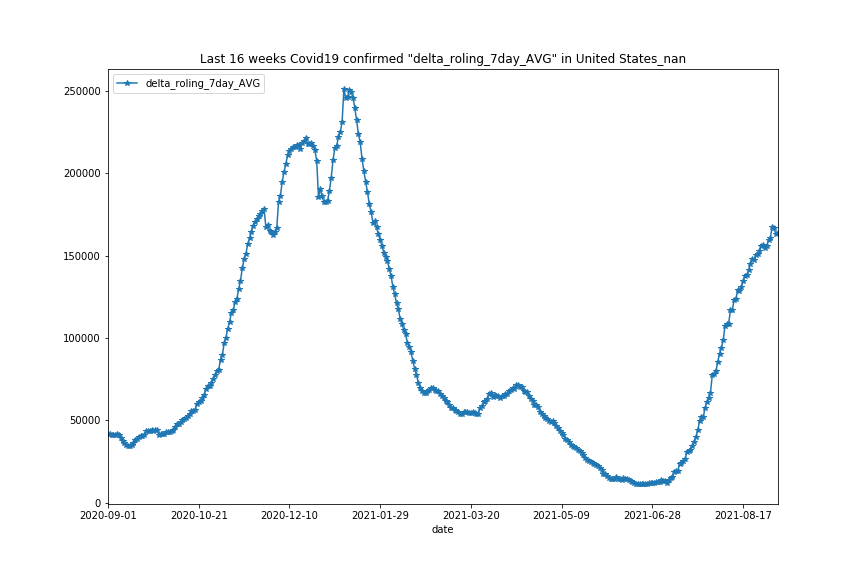 Last 16 weeks Covid19 confirmed "delta_roling_7day_AVG" in United States_nan
delta_roling_7day_AVG
250000
200000
150000
100000
50000
0
2020-09-01 2020-10-21 2020-12-10 2021-01-29 2021-03-20 2021-05-09 2021-06-28 2021-08-17
date